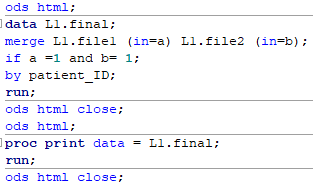 ods html;
data L1.final;
merge L1.file1 (in=a) L1.file2 (in=b);
if a =1 and b= 1;
by patient_ID;
run;
ods html close;
ods html;
proc print data = L1.final;
run;
ods html close;